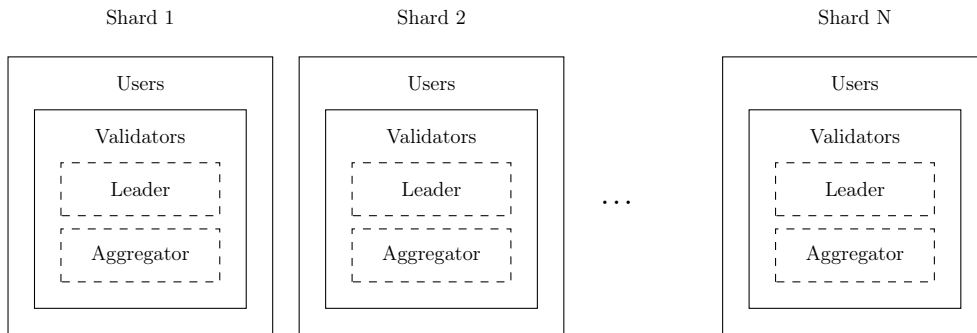 Shard 1 Shard 2 Shard N
Users Users Users
Validators Validators Validators
Leader Leader ... Leader
Aggregator Aggregator Aggregator